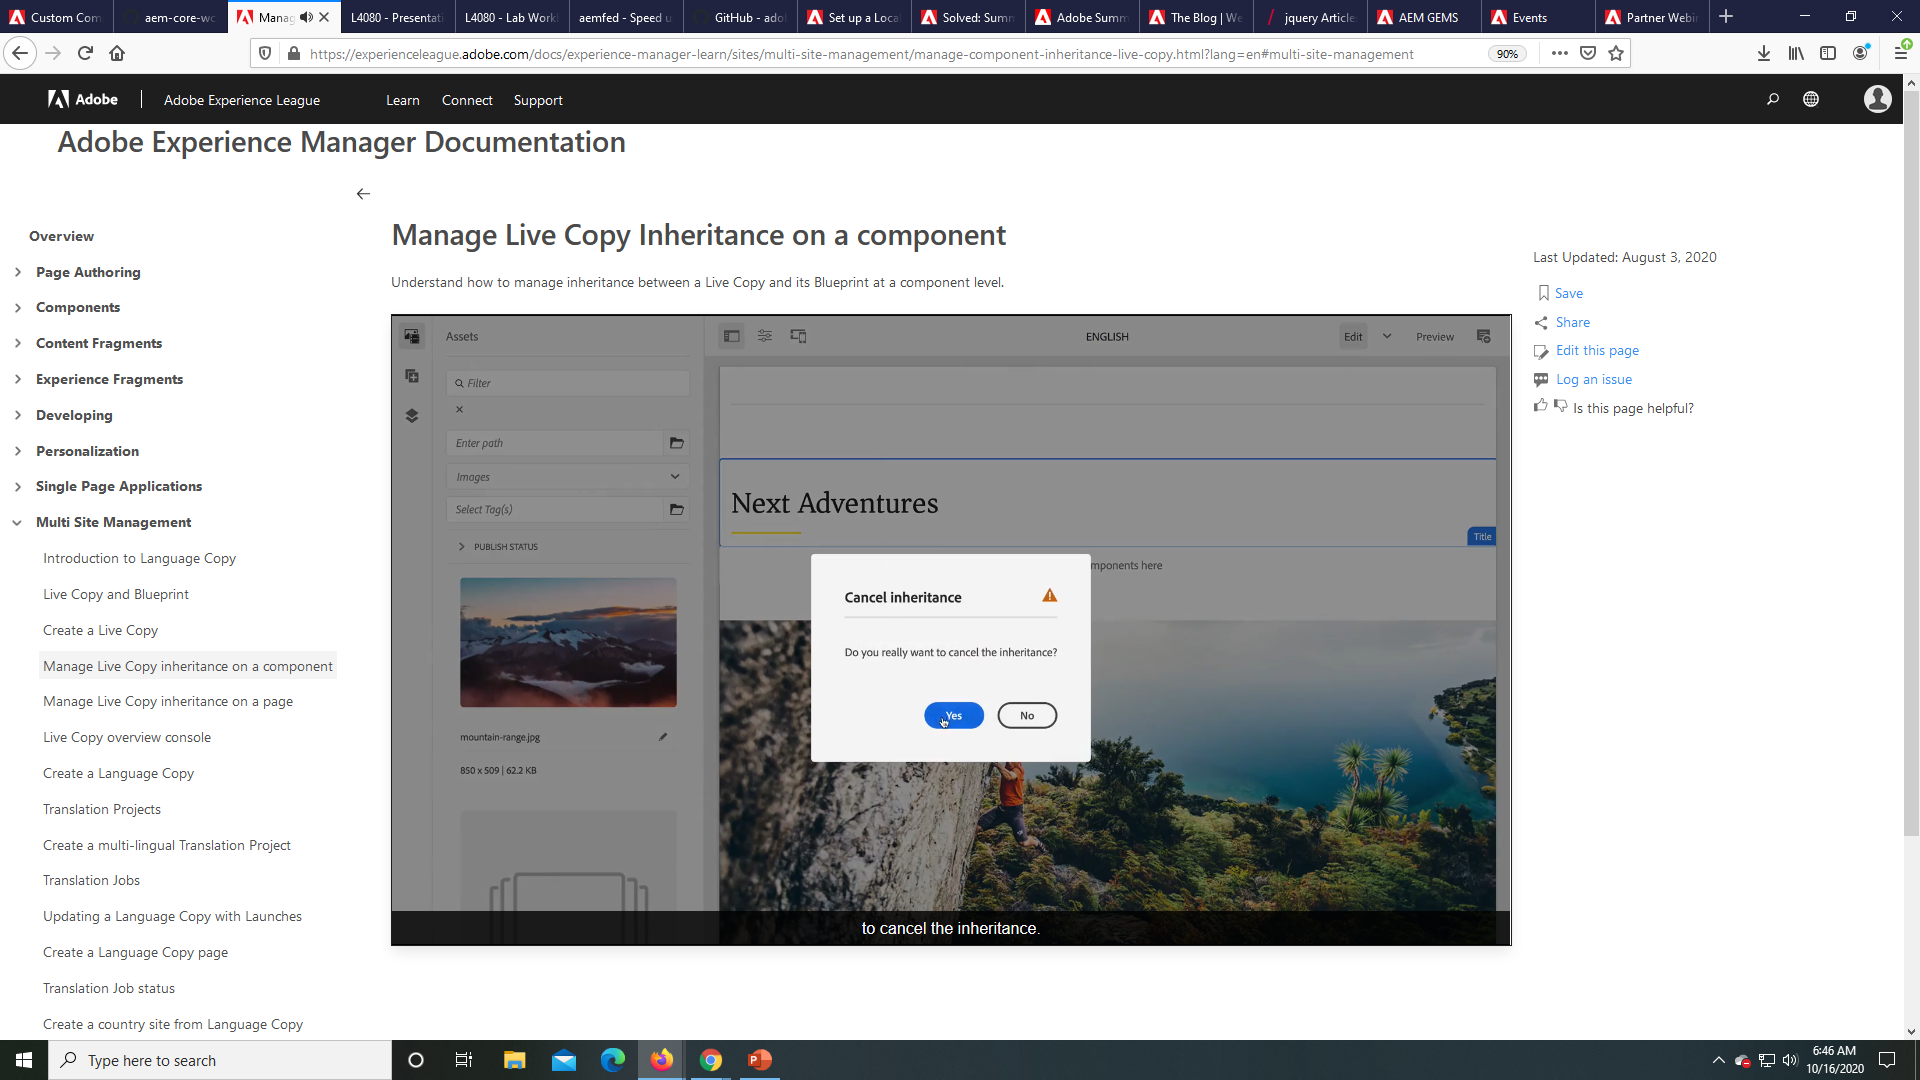 Custom Com
aem-core-wc
Manag
L4080 - Presentati
L4080 - Lab Work
aemfed - Speed u
GitHub - adol
Set up a Local
Solved: Summ
Adobe Summ
The Blog | We
jquery Article
AEM GEMS
Events
Partner Webin
https://experienceleague.adobe.com/docs/experience-manager-learn/sites/multi-site-management/manage-component-inheritance-live-copy.html?lang=en#multi-site-management
90%
Adobe
Adobe Experience League
Learn
Connect
Support
Adobe Experience Manager Documentation
Overview
Page Authoring
Components
Content Fragments
Experience Fragments
Developing
Personalization
Single Page Applications
Multi Site Management
Introduction to Language Copy
Live Copy and Blueprint
Create a Live Copy
Manage Live Copy inheritance on a component
Manage Live Copy inheritance on a page
Live Copy overview console
Create a Language Copy
Translation Projects
Create a multi-lingual Translation Project
Translation Jobs
Updating a Language Copy with Launches
Create a Language Copy page
Translation Job status
Create a country site from Language Copy
Manage Live Copy Inheritance on a component
Understand how to manage inheritance between a Live Copy and its Blueprint at a component level.
Assets
Filter
Enter path
Images
Select Tag(s)
PUBLISH STATUS
mountain-range.jpg
850 x 509 | 62.2 KB
ENGLISH
Edit
Preview
Next Adventures
Title
mponents here
Cancel inheritance
Do you really want to cancel the inheritance?
Yes
No
to cancel the inheritance.
Last Updated: August 3, 2020
Save
Share
Edit this page
Log an issue
Is this page helpful?
Type here to search
6:46 AM
10/16/2020